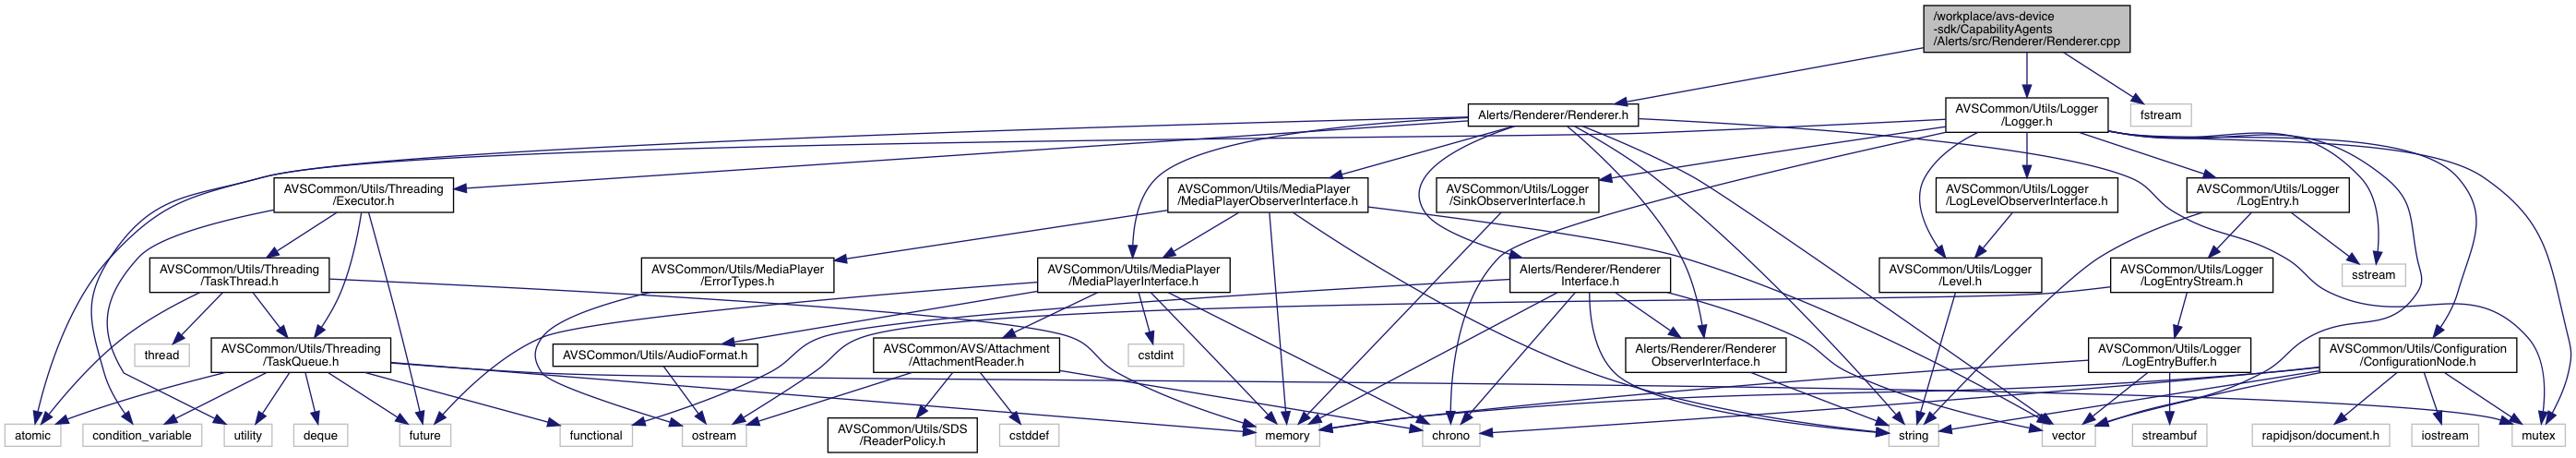 /workplace/avs-device
-sdk/CapabilityAgents
/Alerts/src/Renderer/Renderer.cpp
Alerts/Renderer/Renderer.h
AVSCommon/Utils/Logger
/Logger.h
fstream
AVSCommon/Utils/Threading
/Executor.h
AVSCommon/Utils/MediaPlayer
/MediaPlayerObserverInterface.h
AVSCommon/Utils/Logger
/SinkObserverInterface.h
AVSCommon/Utils/Logger
/LogLevelObserverInterface.h
AVSCommon/Utils/Logger
/LogEntry.h
AVSCommon/Utils/Threading
/TaskThread.h
AVSCommon/Utils/MediaPlayer
/ErrorTypes.h
AVSCommon/Utils/MediaPlayer
/MediaPlayerInterface.h
Alerts/Renderer/Renderer
Interface.h
AVSCommon/Utils/Logger
/Level.h
AVSCommon/Utils/Logger
/LogEntryStream.h
sstream
thread
AVSCommon/Utils/Threading
/TaskQueue.h
AVSCommon/Utils/AudioFormat.h
AVSCommon/AVS/Attachment
/AttachmentReader.h
cstdint
Alerts/Renderer/Renderer
ObserverInterface.h
AVSCommon/Utils/Logger
/LogEntryBuffer.h
AVSCommon/Utils/Configuration
/ConfigurationNode.h
atomic
condition_variable
utility
deque
future
functional
ostream
AVSCommon/Utils/SDS
/ReaderPolicy.h
cstddef
memory
chrono
string
vector
streambuf
rapidjson/document.h
iostream
mutex